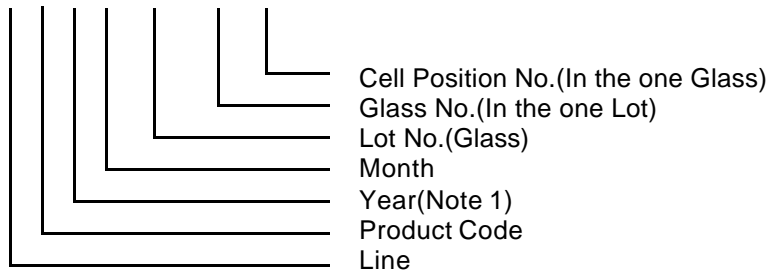 Cell Position No.(In the one Glass)
Glass No.(In the one Lot)
Lot No.(Glass)
Month
Year(Note 1)
Product Code
Line